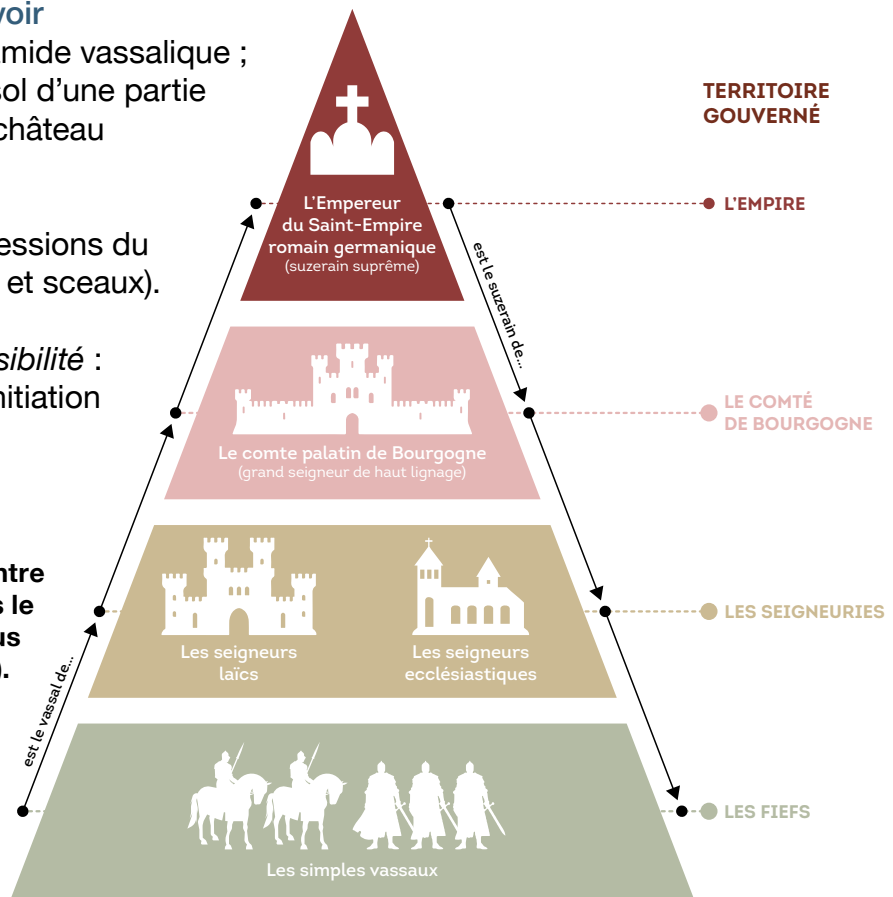 voir
amide vassalique ;
sol d'une partie
château
essions du
et sceaux).
sibilité :
nitiation
ntre
s le
us
).
TERRITOIRE
GOUVERNÉ
L'Empereur
du Saint-Empire
romain germanique
(suzerain suprême)
L'EMPIRE
est le suzerain de...
Le comte palatin de Bourgogne
(grand seigneur de haut lignage)
LE COMTÉ
DE BOURGOGNE
Les seigneurs
laïcs
Les seigneurs
ecclésiastiques
LES SEIGNEURIES
est le vassal de...
Les simples vassaux
LES FIEFS